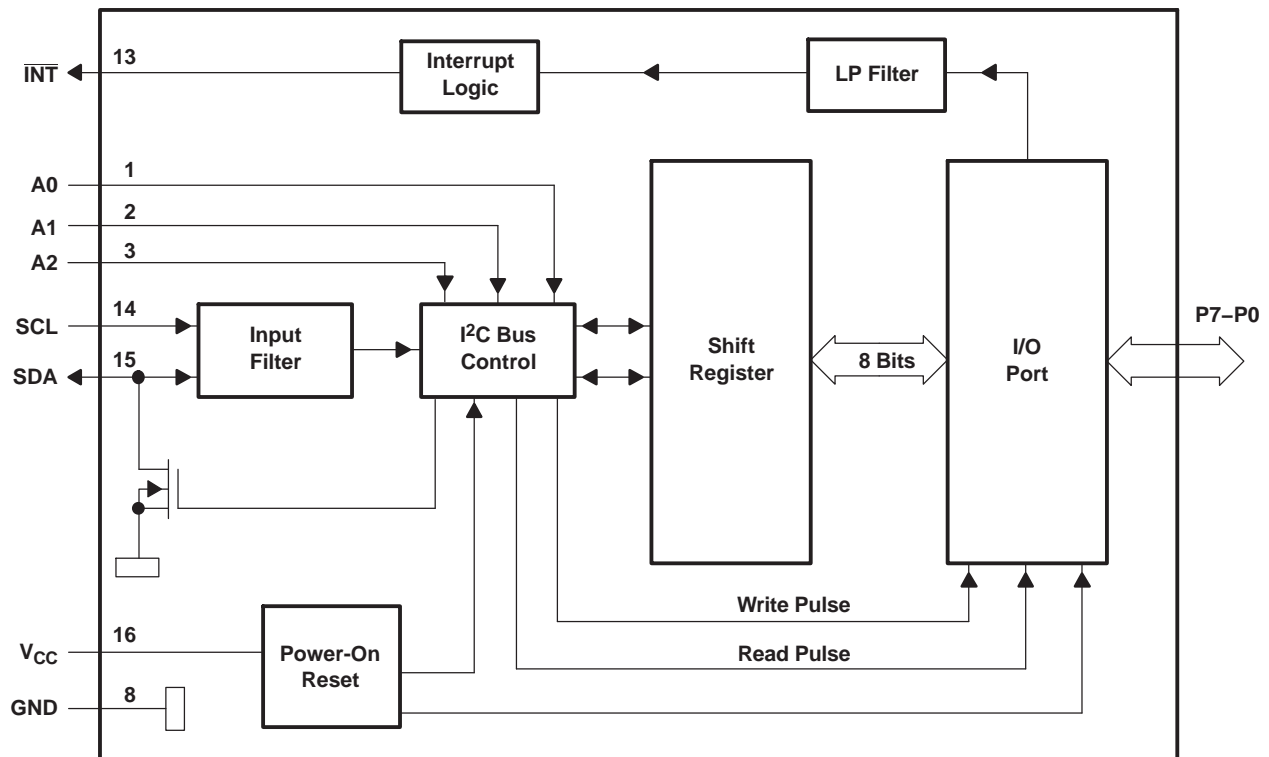 INT
13
Interrupt
Logic
LP Filter
A0
1
A1
2
A2
3
SCL
14
SDA
15
Input
Filter
I²C Bus
Control
Shift
Register
8 Bits
I/O
Port
P7–P0
Write Pulse
Read Pulse
VCC
16
Power-On
Reset
GND
8